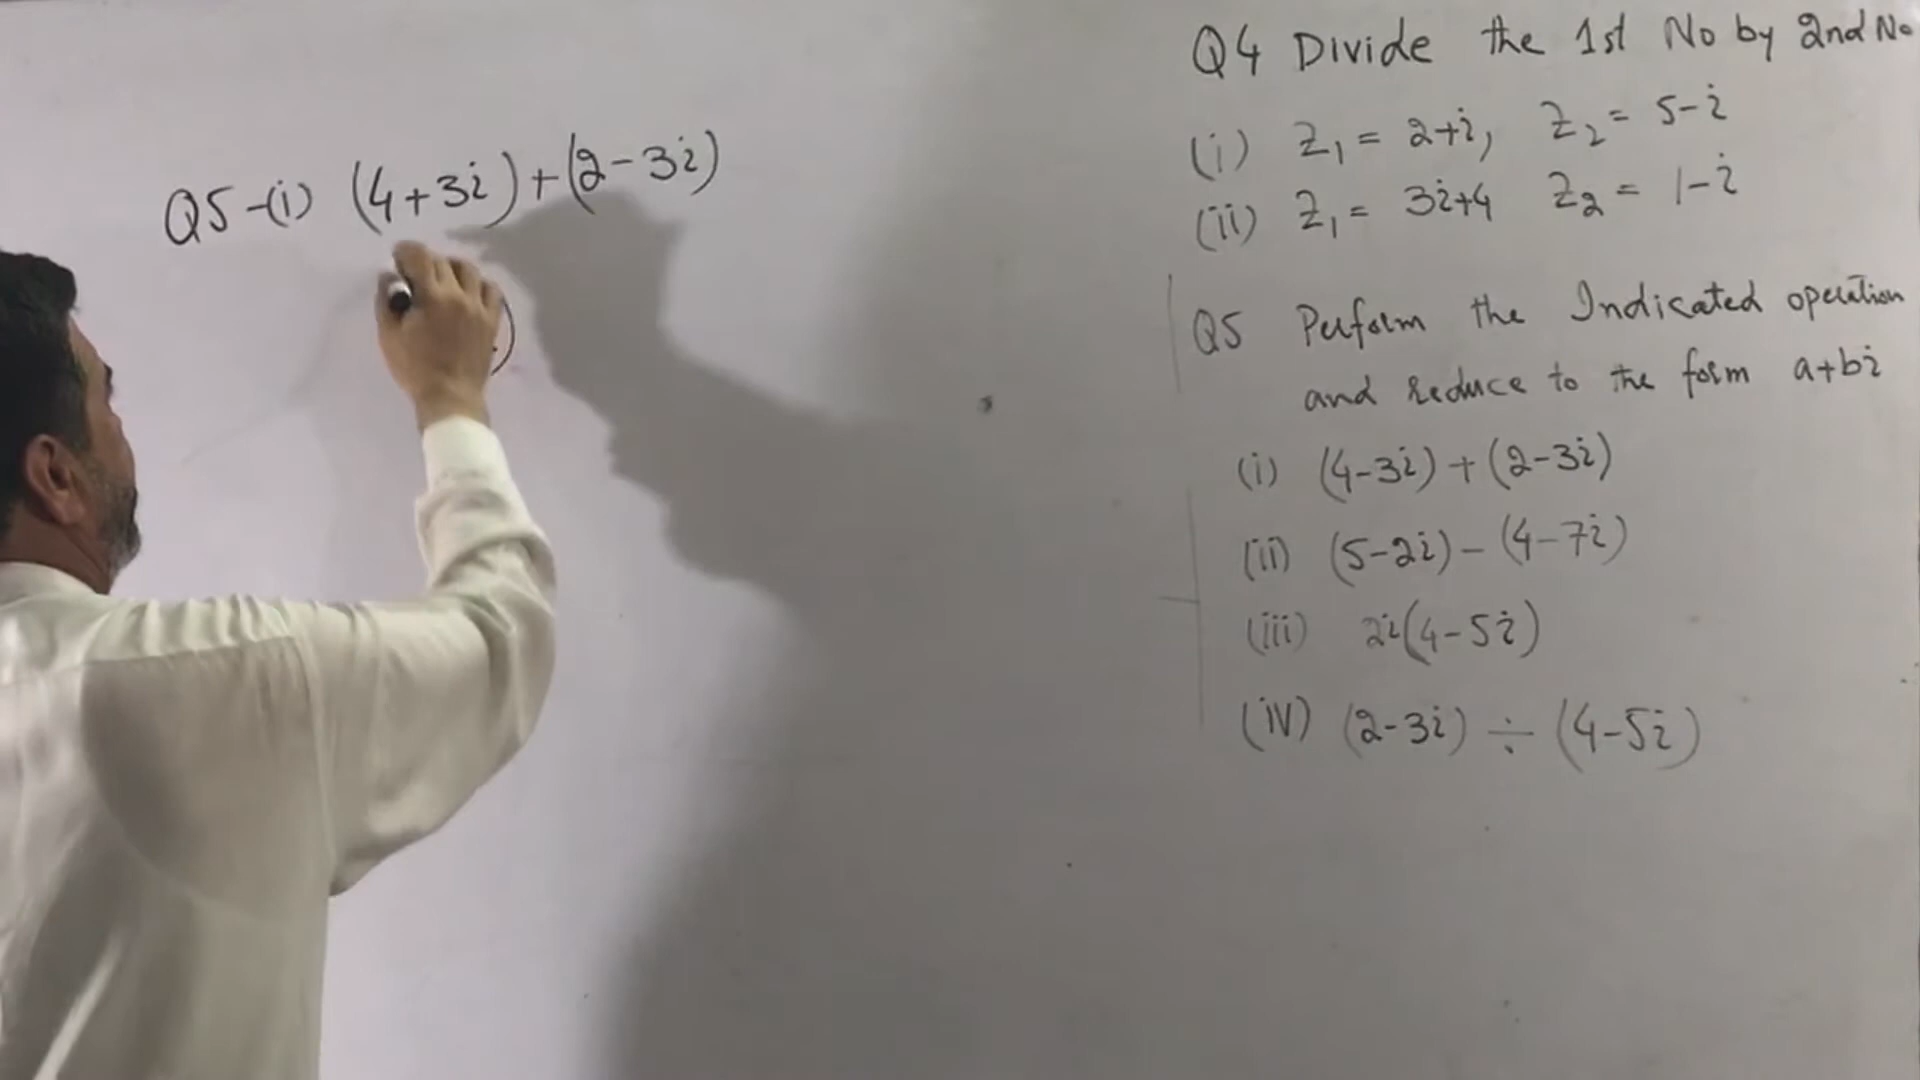 Q5-(i) (4+3i)+(2-3i)
)
Q4 Divide the 1st No by 2nd No
(i) Z₁ = 2+i, Z₂ = 5-i
(ii) Z₁ = 3i+4 Z₂ = 1-i
Q5 Perform the Indicated operation
and reduce to the form a+bi
(i) (4-3i)+(2-3i)
(ii) (5-2i)-(4-7i)
(iii) 2i(4-5i)
(iv) (2-3i) ÷ (4-5i)